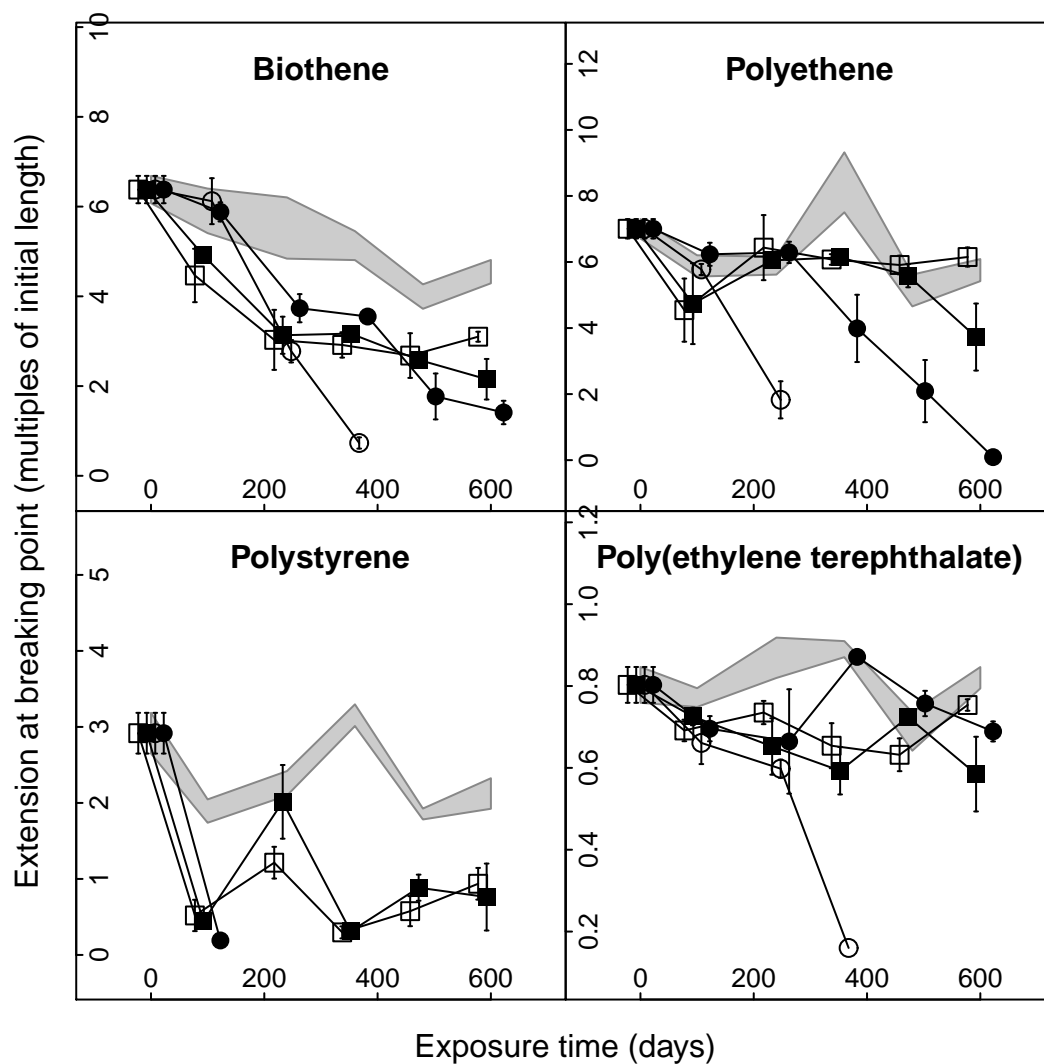 Extension at breaking point (multiples of initial length)
Biothene
10
8
6
4
2
0
0 200 400 600
Polyethene
12
10
8
6
4
2
0
0 200 400 600
Polystyrene
5
4
3
2
1
0
0 200 400 600
Poly(ethylene terephthalate)
1.2
1.0
0.8
0.6
0.4
0.2
0 200 400 600
Exposure time (days)